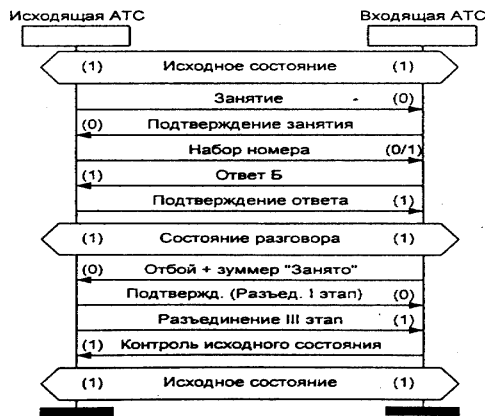 Исходящая АТС Входящая АТС
(1) Исходное состояние (1)
Занятие (0)
(0) Подтверждение занятия
Набор номера (0/1)
(1) Ответ Б
Подтверждение ответа (1)
(1) Состояние разговора (1)
(0) Отбой + зуммер "Занято"
Подтвержд. (Разъед. I этап) (0)
Разъединение III этап (1)
(1) Контроль исходного состояния
(1) Исходное состояние (1)